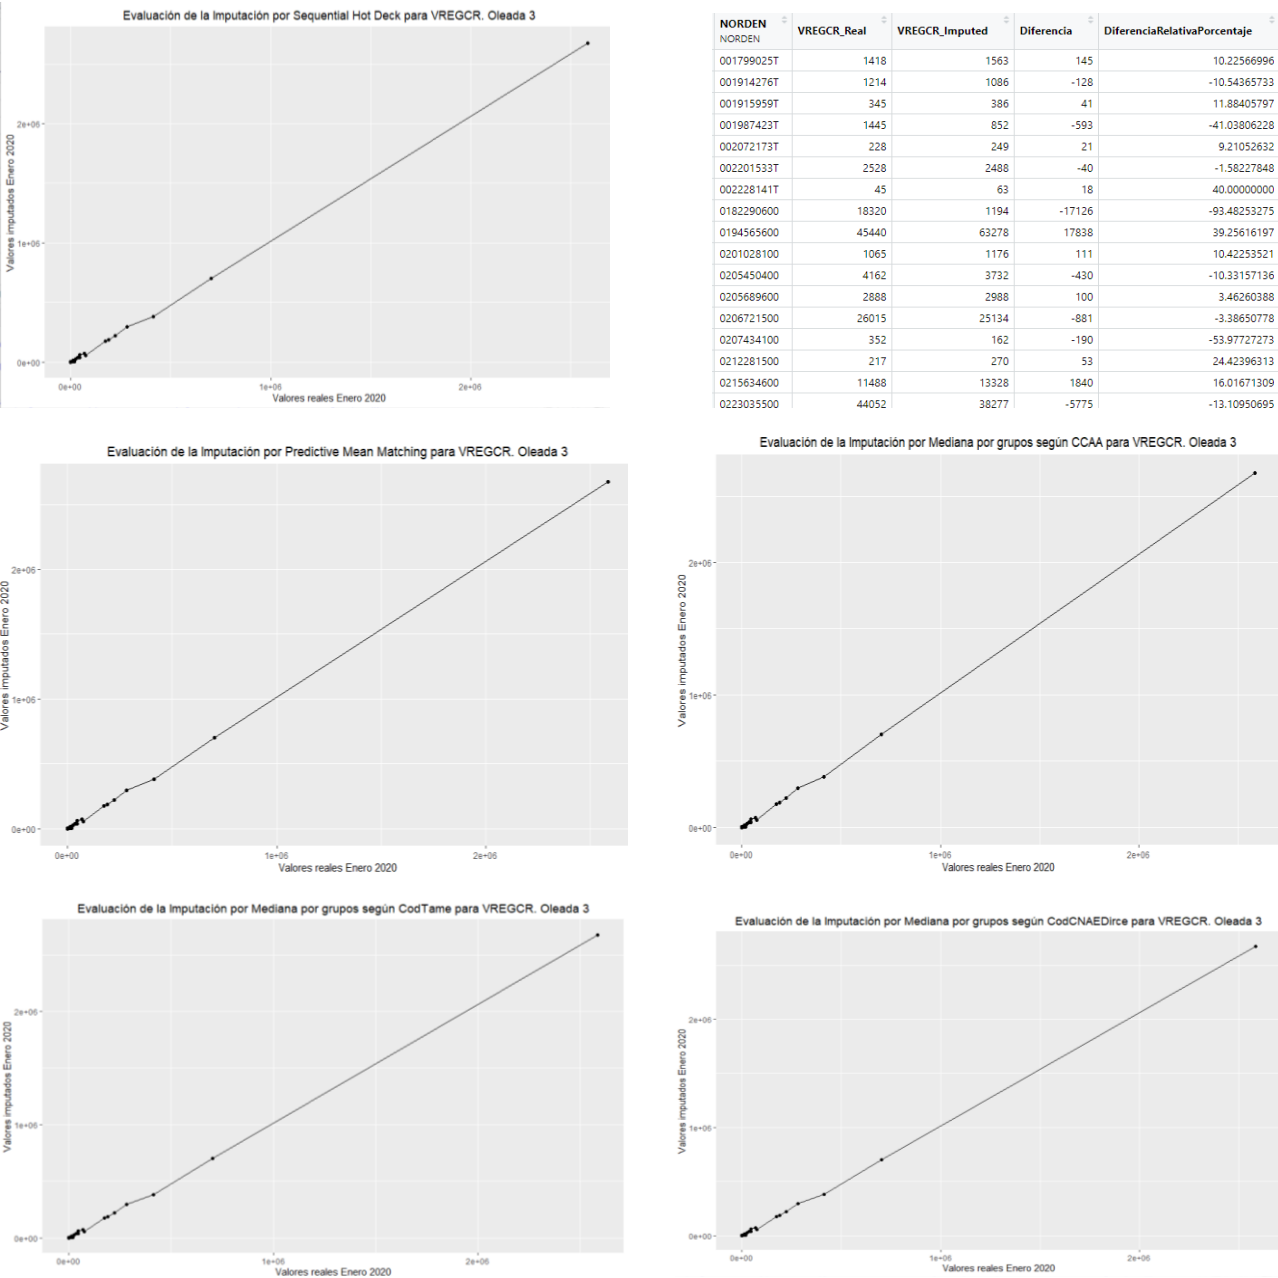 Evaluación de la Imputación por Sequential Hot Deck para VREGCR. Oleada 3
Valores imputados Enero 2020
2e+06
1e+06
0e+00
0e+00 1e+06 2e+06
Valores reales Enero 2020
NORDEN VREGCR_Real VREGCR_Imputed Diferencia DiferenciaRelativaPorcentaje
NORDEN
001799025T 1418 1563 145 10.22566996
001914276T 1214 1086 -128 -10.54365733
001915959T 345 386 41 11.88405797
001987423T 1445 852 -593 -41.03806228
002072173T 228 249 21 9.21052632
002201533T 2528 2488 -40 -1.58227848
002228141T 45 63 18 40.00000000
0182290600 18320 1194 -17126 -93.48253275
0194565600 45440 63278 17838 39.25616197
0201028100 1065 1176 111 10.42253521
0205450400 4162 3732 -430 -10.33157136
0205689600 2888 2988 100 3.46260388
0206721500 26015 25134 -881 -3.38650778
0207434100 352 162 -190 -53.97727273
0212281500 217 270 53 24.42396313
0215634600 11488 13328 1840 16.01671309
0223035500 44052 38277 -5775 -13.10950695
Evaluación de la Imputación por Predictive Mean Matching para VREGCR. Oleada 3
Valores imputados Enero 2020
2e+06
1e+06
0e+00
0e+00 1e+06 2e+06
Valores reales Enero 2020
Evaluación de la Imputación por Mediana por grupos según CCAA para VREGCR. Oleada 3
Valores imputados Enero 2020
2e+06
1e+06
0e+00
0e+00 1e+06 2e+06
Valores reales Enero 2020
Evaluación de la Imputación por Mediana por grupos según CodTame para VREGCR. Oleada 3
Valores imputados Enero 2020
2e+06
1e+06
0e+00
0e+00 1e+06 2e+06
Valores reales Enero 2020
Evaluación de la Imputación por Mediana por grupos según CodCNAEDirce para VREGCR. Oleada 3
Valores imputados Enero 2020
2e+06
1e+06
0e+00
0e+00 1e+06 2e+06
Valores reales Enero 2020